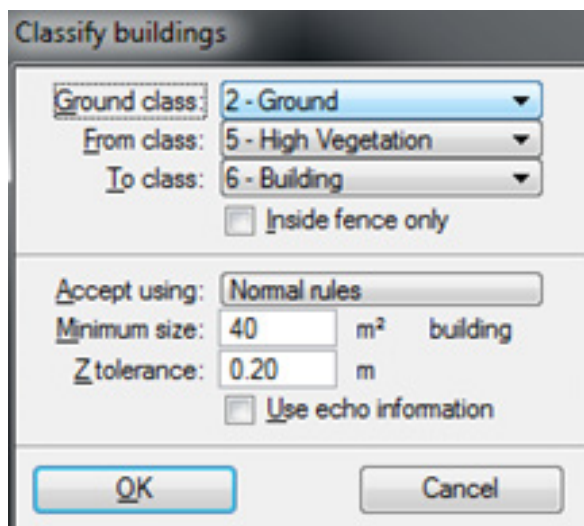 Classify buildings
Ground class: 2 - Ground
From class: 5 - High Vegetation
To class: 6 - Building
Inside fence only
Accept using: Normal rules
Minimum size: 40 m² building
Z tolerance: 0.20 m
Use echo information
OK Cancel